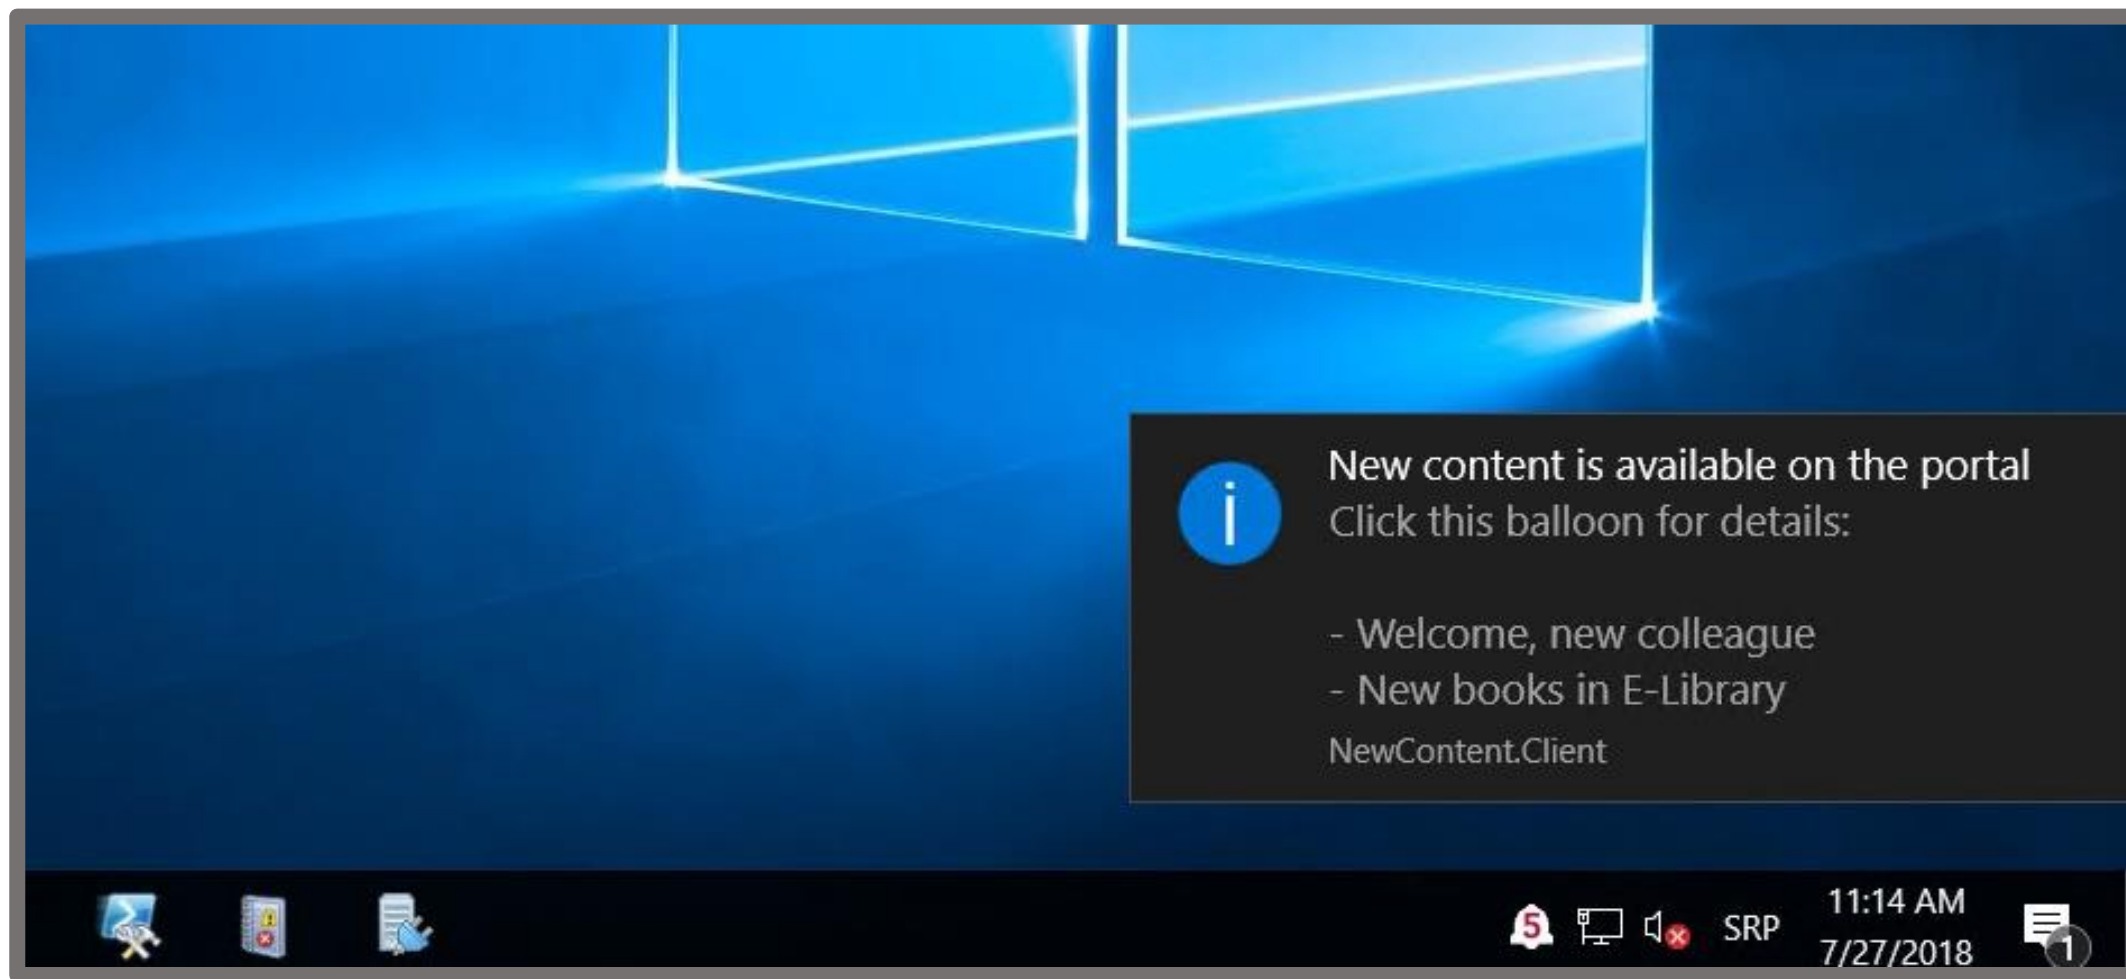 New content is available on the portal
Click this balloon for details:
- Welcome, new colleague
- New books in E-Library
NewContent.Client
5
SRP
11:14 AM
7/27/2018
1